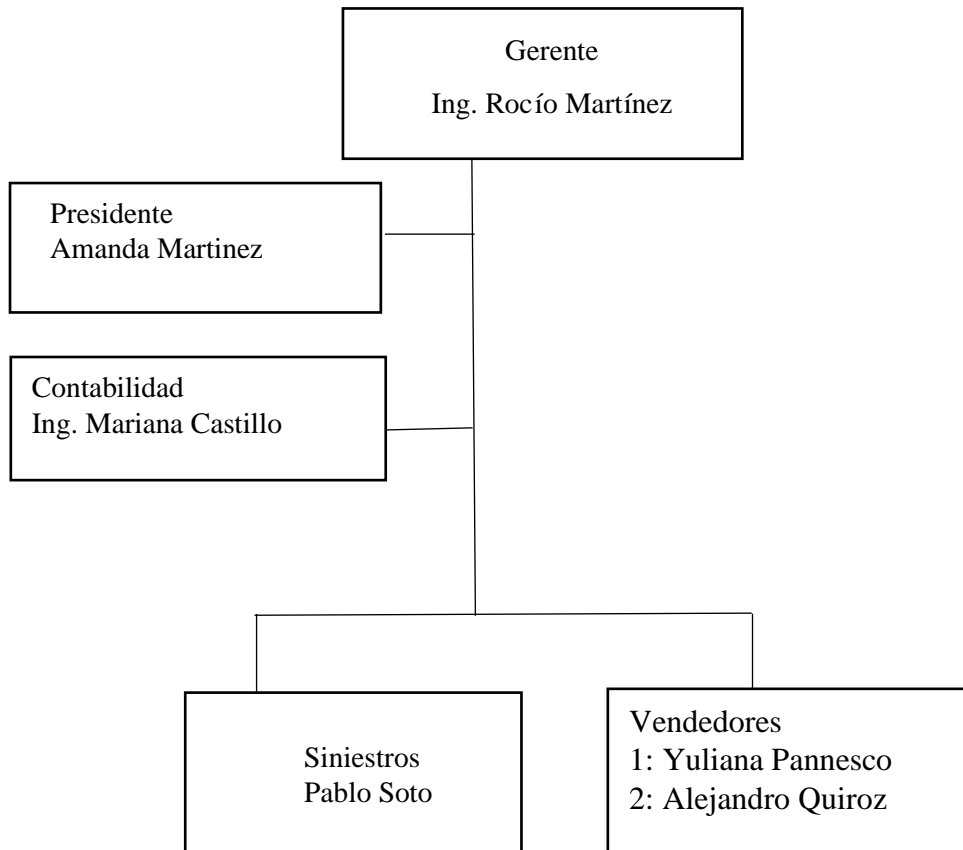 Gerente
Ing. Rocío Martínez
Presidente
Amanda Martinez
Contabilidad
Ing. Mariana Castillo
Siniestros
Pablo Soto
Vendedores
1: Yuliana Pannesco
2: Alejandro Quiroz